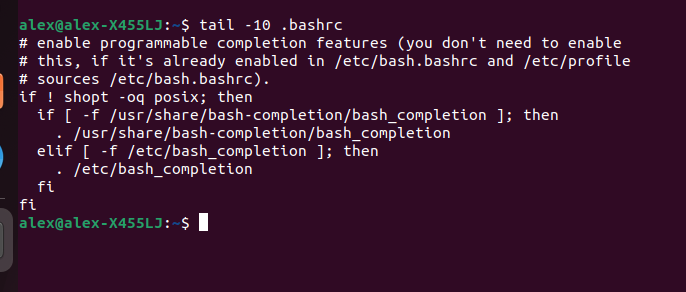 alex@alex-X455LJ:~$ tail -10 .bashrc
# enable programmable completion features (you don't need to enable
# this, if it's already enabled in /etc/bash.bashrc and /etc/profile
# sources /etc/bash.bashrc).
if ! shopt -oq posix; then
  if [ -f /usr/share/bash-completion/bash_completion ]; then
    . /usr/share/bash-completion/bash_completion
  elif [ -f /etc/bash_completion ]; then
    . /etc/bash_completion
  fi
fi
alex@alex-X455LJ:~$